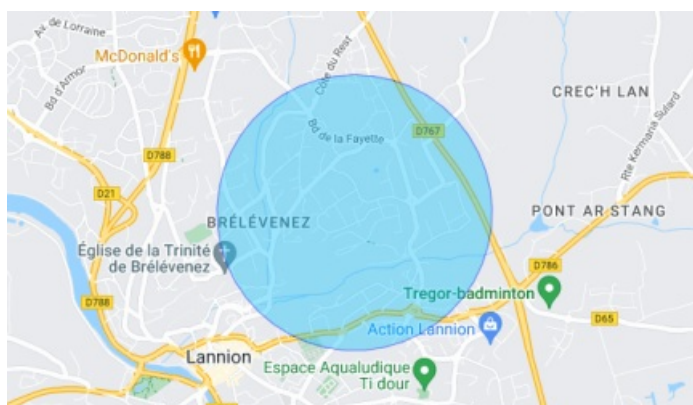 Av. de Lorraine
McDonald's
Bd d'Armor
Côte du Rest
CREC'H LAN
Rte Kermaria Sulard
Bd de la Fayette
D767
D788
D21
BRÉLÉVENEZ
PONT AR STANG
Église de la Trinité
de Brélévenez
D786
D788
Tregor-badminton
D65
Action Lannion
Lannion
Espace Aqualudique
Ti dour